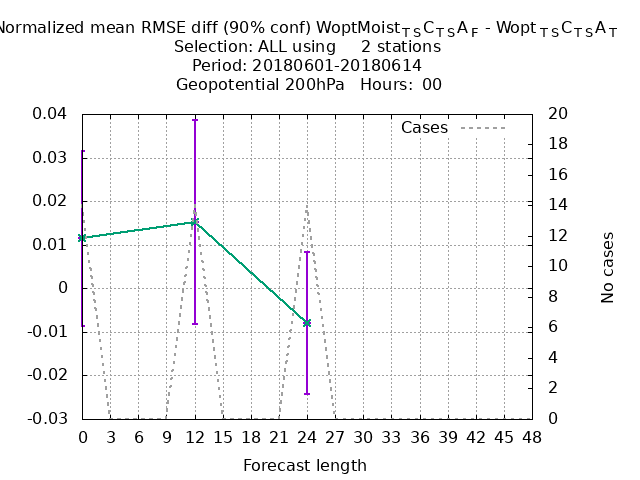 Normalized mean RMSE diff (90% conf) WoptMoist_TSC_TSA_F - Wopt_TSC_TSA_T
Selection: ALL using 2 stations
Period: 20180601-20180614
Geopotential 200hPa Hours: 00
Cases
0.04
0.03
0.02
0.01
0
-0.01
-0.02
-0.03
20
18
16
14
12
10
8
6
4
2
0
No cases
0 3 6 9 12 15 18 21 24 27 30 33 36 39 42 45 48
Forecast length